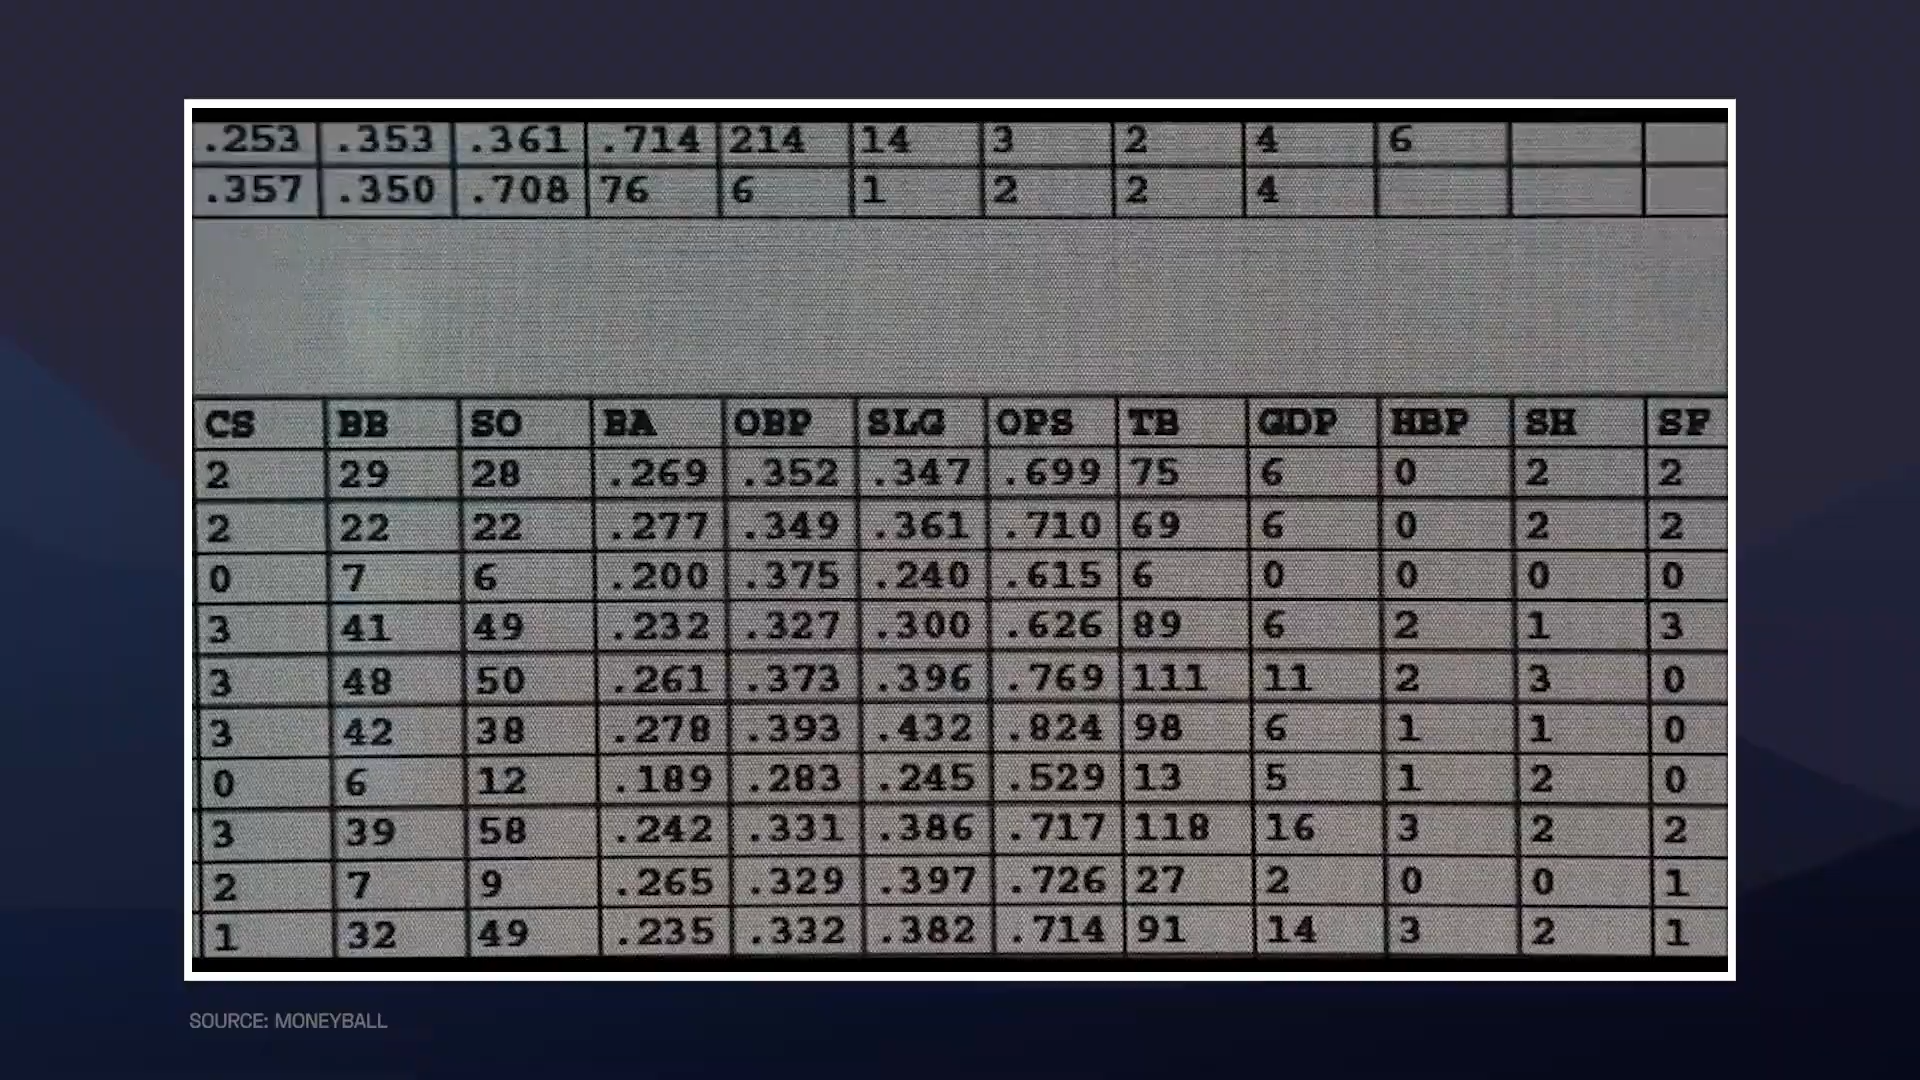 .253 .353 .361 .714 214 14 3 2 4 6
.357 .350 .708 76 6 1 2 2 4
CS BB SO BA OBP SLG OPS TB GDP HBP SH SF
2 29 28 .269 .352 .347 .699 75 6 0 2 2
2 22 22 .277 .349 .361 .710 69 6 0 2 2
0 7 6 .200 .375 .240 .615 6 0 0 0 0
3 41 49 .232 .327 .300 .626 89 6 2 1 3
3 48 50 .261 .373 .396 .769 111 11 2 3 0
3 42 38 .278 .393 .432 .824 98 6 1 1 0
0 6 12 .189 .283 .245 .529 13 5 1 2 0
3 39 58 .242 .331 .386 .717 118 16 3 2 2
2 7 9 .265 .329 .397 .726 27 2 0 0 1
1 32 49 .235 .332 .382 .714 91 14 3 2 1
SOURCE: MONEYBALL